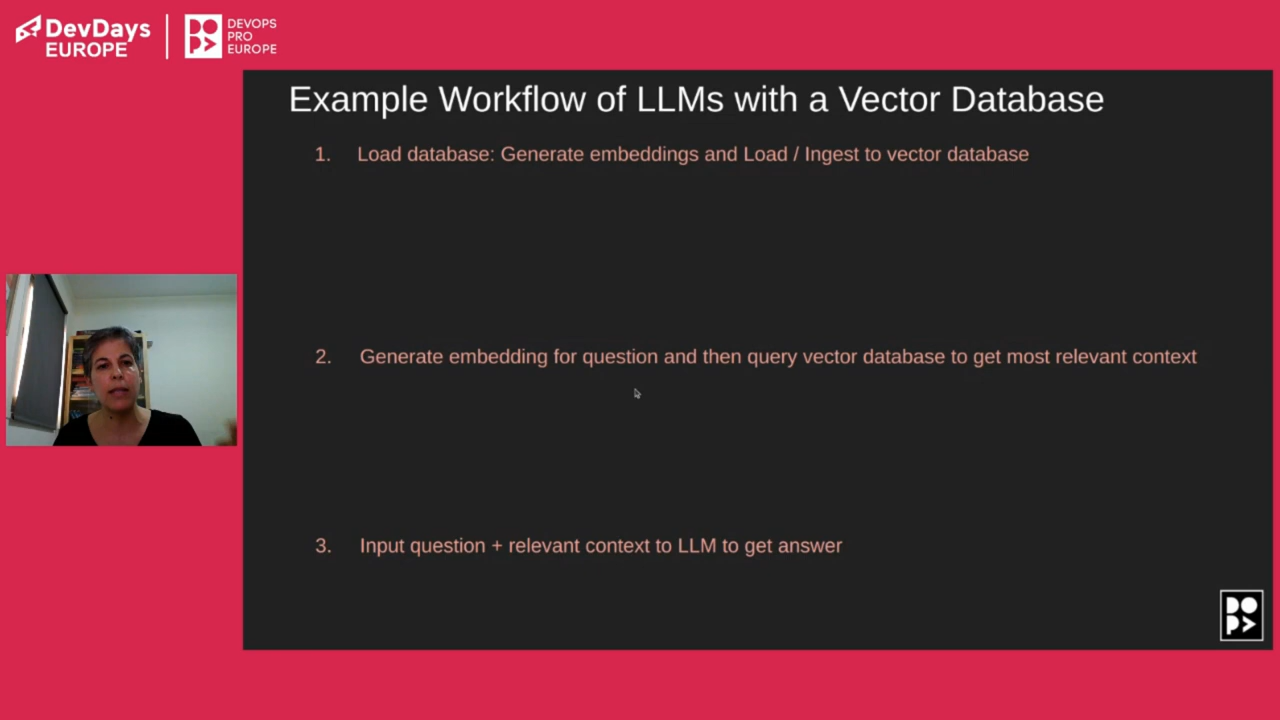 DevDays
EUROPE
DEVOPS
PRO
EUROPE
Example Workflow of LLMs with a Vector Database
1. Load database: Generate embeddings and Load / Ingest to vector database
2. Generate embedding for question and then query vector database to get most relevant context
3. Input question + relevant context to LLM to get answer